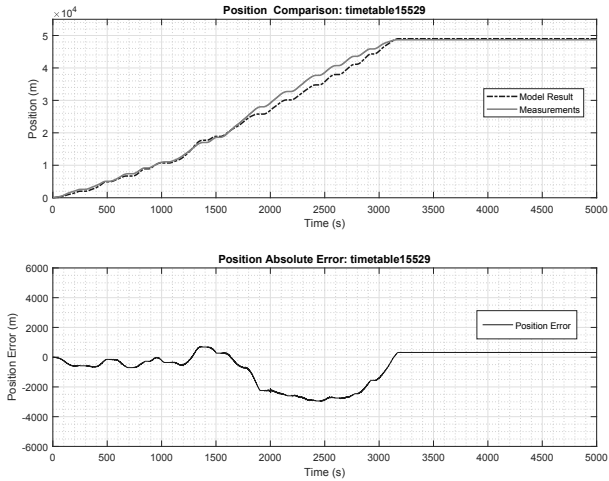 Position  Comparison: timetable15529
× 10⁴
5
4
3
2
1
0
Position (m)
Model Result
Measurements
0 500 1000 1500 2000 2500 3000 3500 4000 4500 5000
Time (s)
Position Absolute Error: timetable15529
6000
4000
2000
0
-2000
-4000
-6000
Position Error (m)
Position Error
0 500 1000 1500 2000 2500 3000 3500 4000 4500 5000
Time (s)